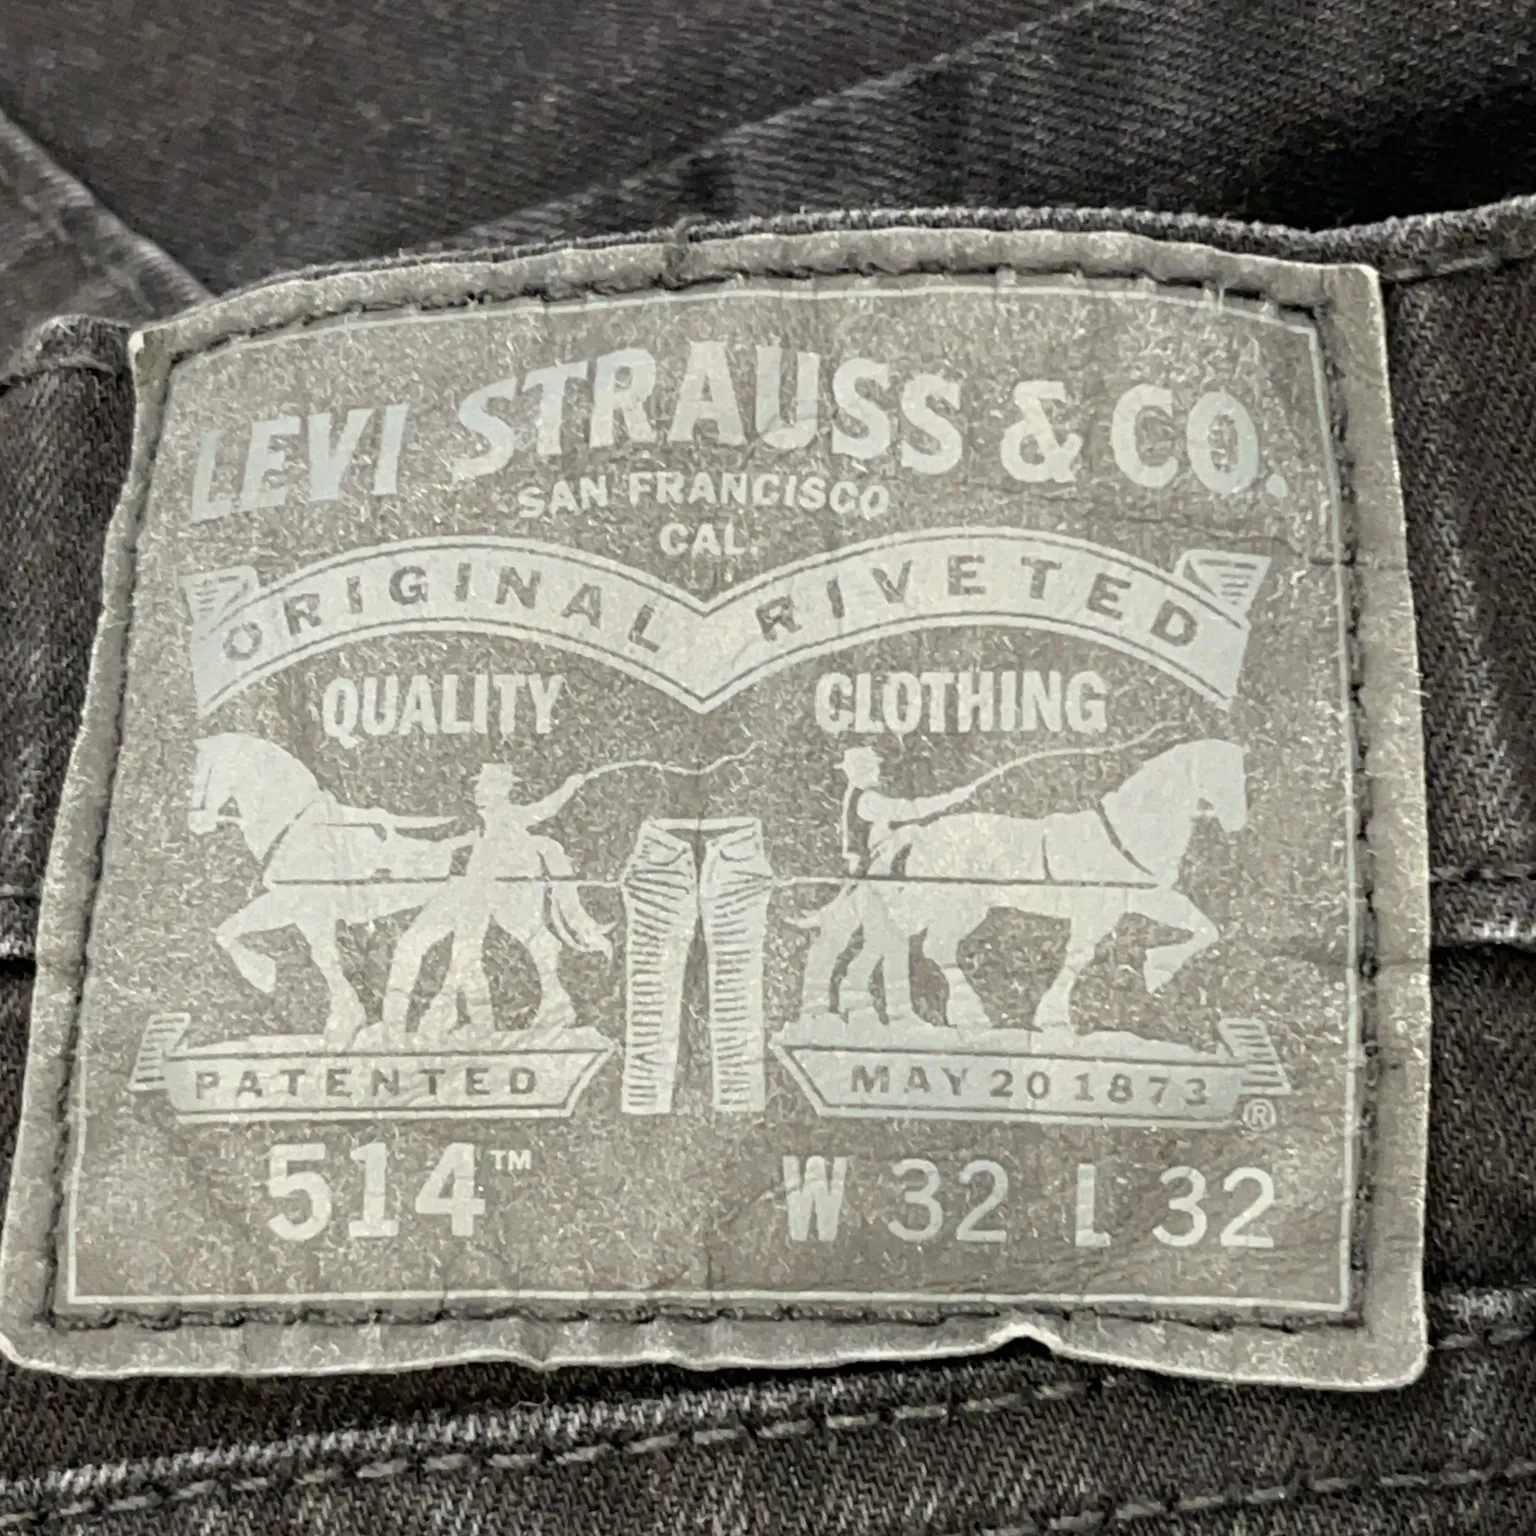 LEVI STRAUSS & CO.
SAN FRANCISCO
CAL.
ORIGINAL RIVETED
QUALITY CLOTHING
PATENTED MAY 20 1873 ®
514™ W 32 L 32